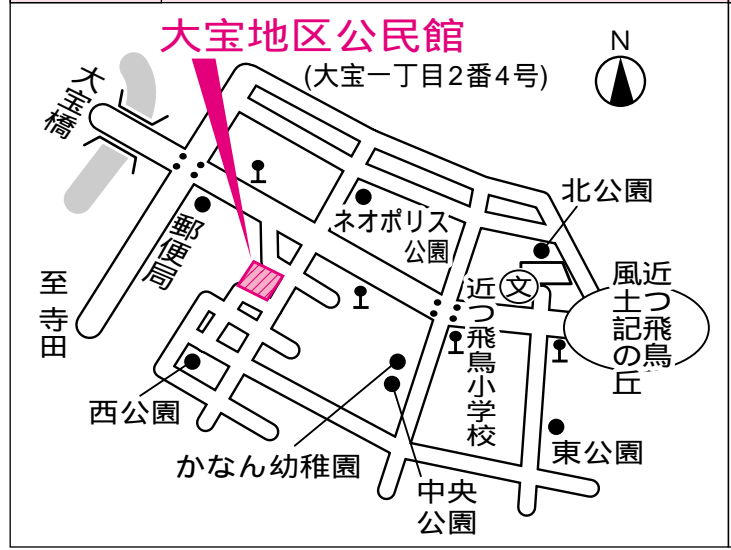 大宝地区公民館
(大宝一丁目2番4号)
N
大宝橋
北公園
ネオポリス
公園
郵便局
文
近つ飛鳥
風土記の丘
至 寺田
近つ飛鳥小学校
西公園
かなん幼稚園
中央
公園
東公園